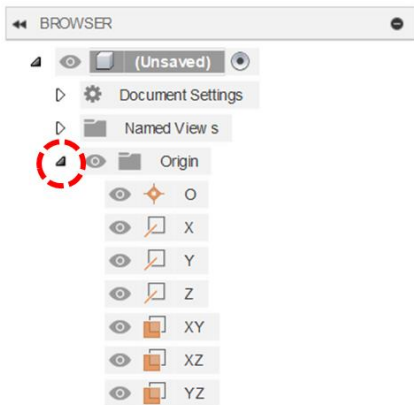 BROWSER
(Unsaved)
Document Settings
Named View s
Origin
O
X
Y
Z
XY
XZ
YZ